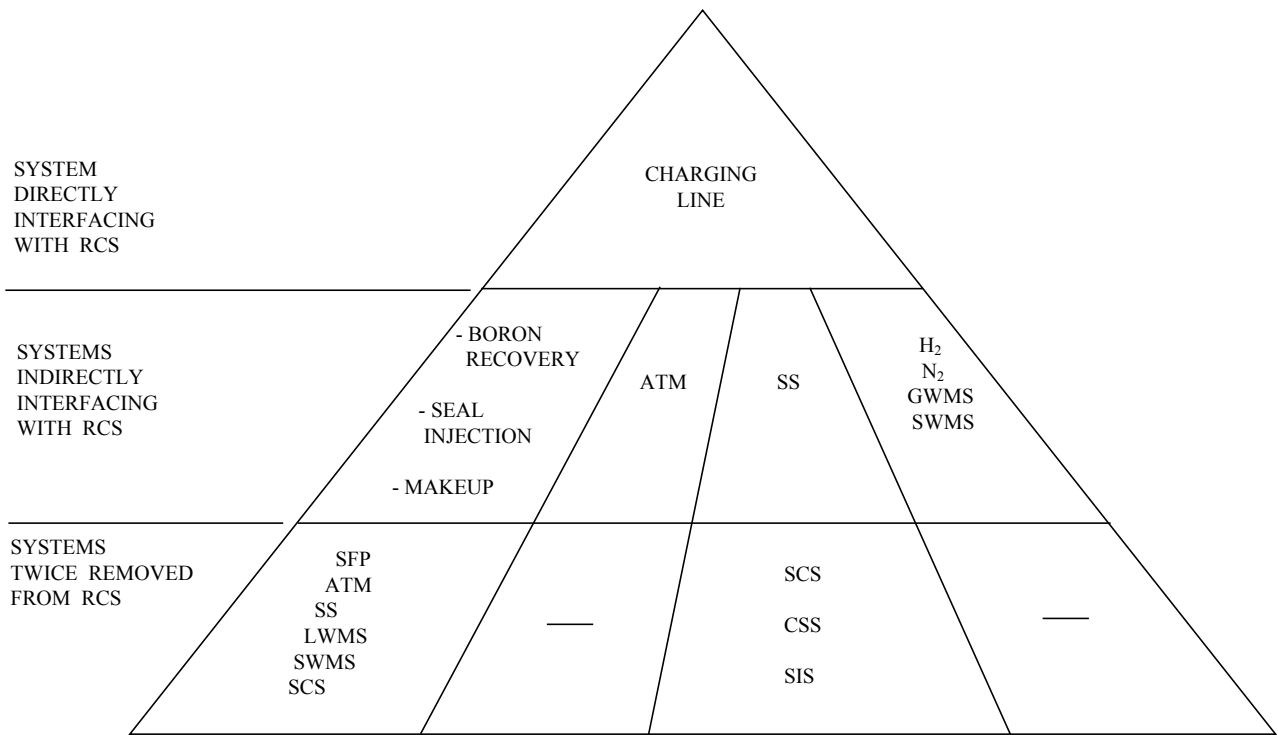 SYSTEM
DIRECTLY
INTERFACING
WITH RCS
CHARGING
LINE
SYSTEMS
INDIRECTLY
INTERFACING
WITH RCS
- BORON
RECOVERY
- SEAL
INJECTION
- MAKEUP
ATM
SS
H₂
N₂
GWMS
SWMS
SYSTEMS
TWICE REMOVED
FROM RCS
SFP
ATM
SS
LWMS
SWMS
SCS
SCS
CSS
SIS